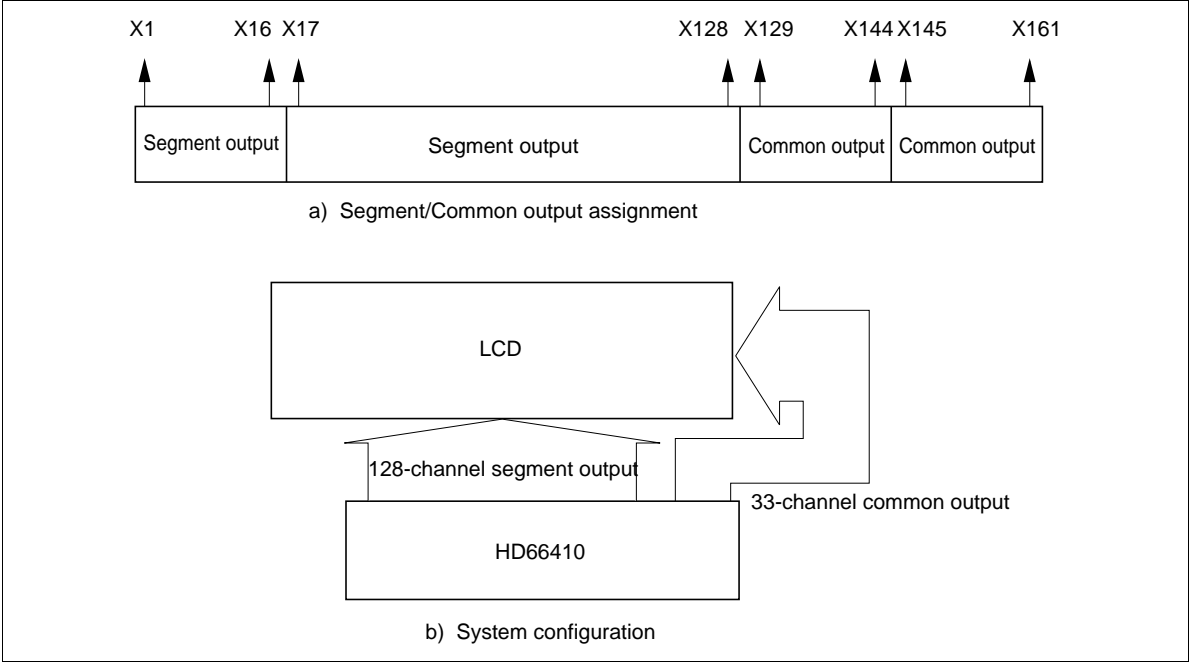 X1 X16 X17 X128 X129 X144 X145 X161
Segment output Segment output Common output Common output
a) Segment/Common output assignment
LCD
128-channel segment output
33-channel common output
HD66410
b) System configuration